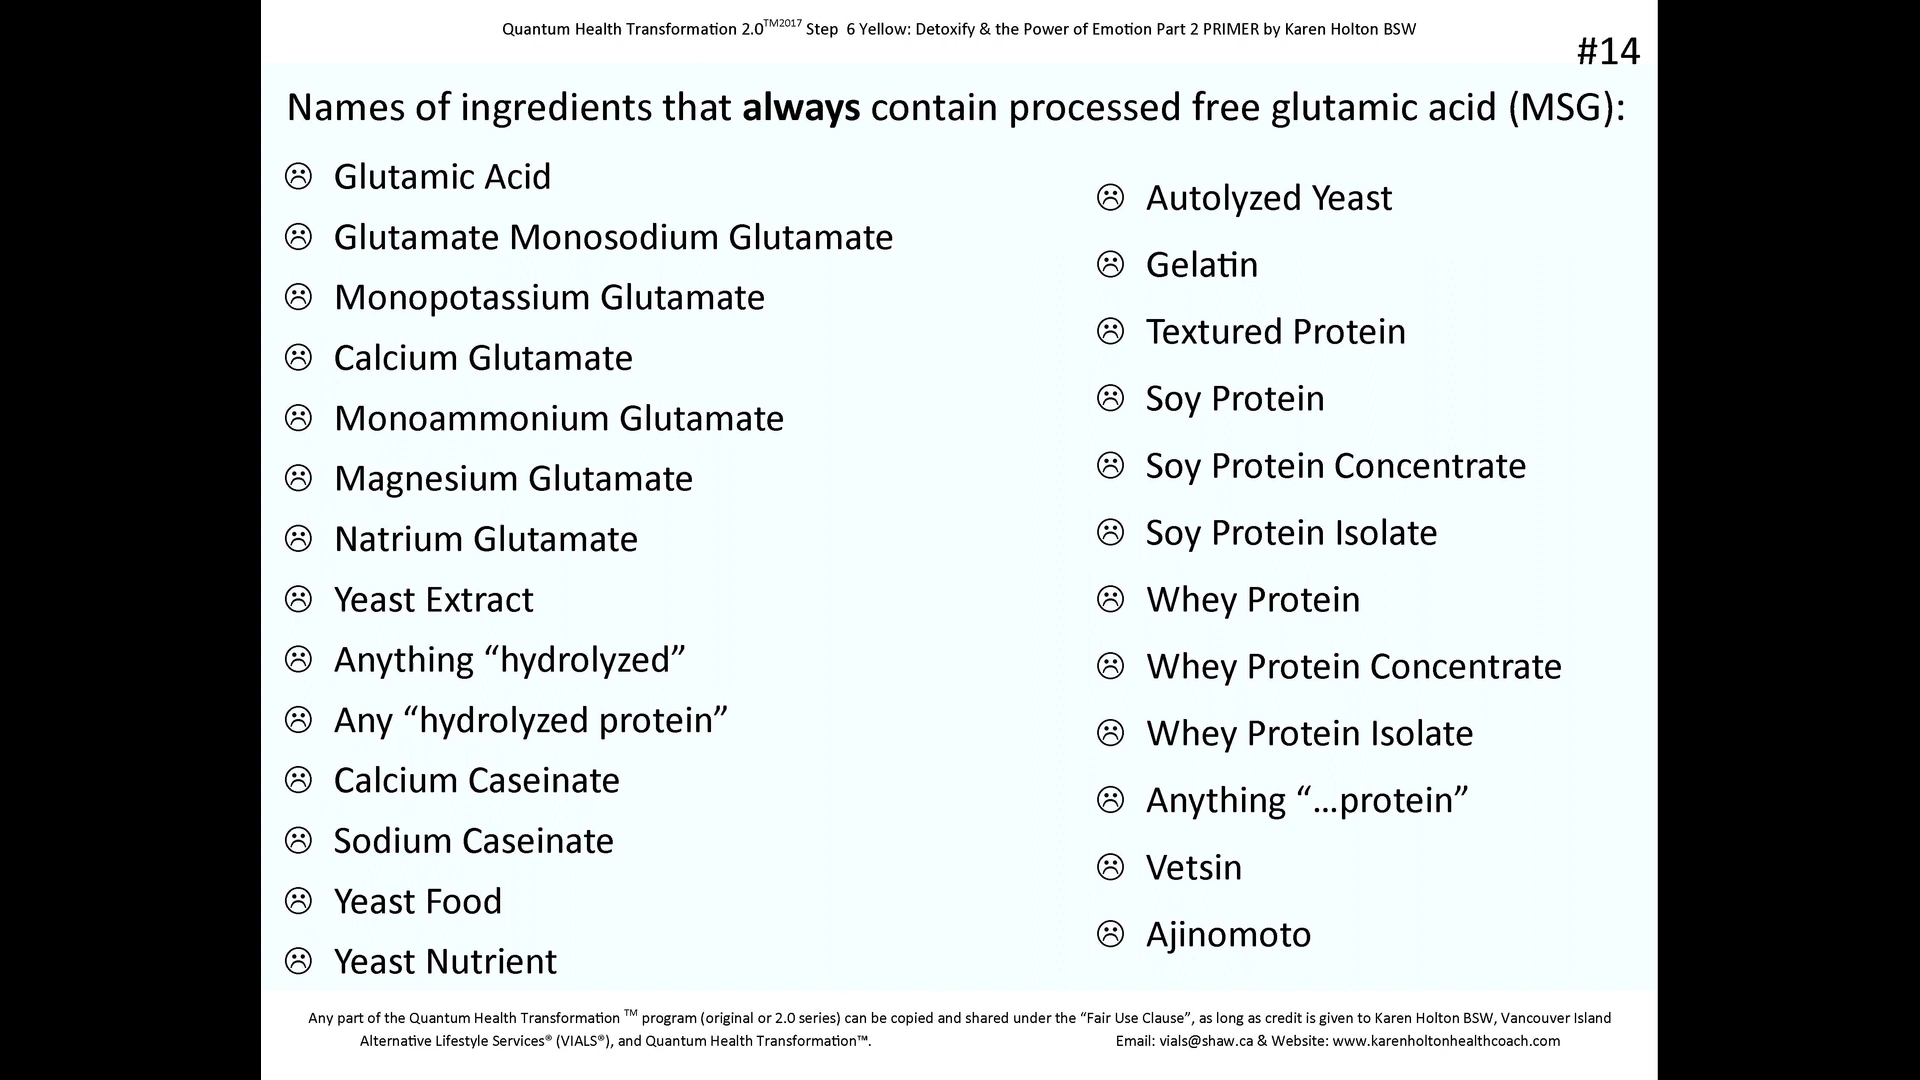 Quantum Health Transformation 2.0TM2017 Step 6 Yellow: Detoxify & the Power of Emotion Part 2 PRIMER by Karen Holton BSW
#14
Names of ingredients that always contain processed free glutamic acid (MSG):
☹ Glutamic Acid
☹ Glutamate Monosodium Glutamate
☹ Monopotassium Glutamate
☹ Calcium Glutamate
☹ Monoammonium Glutamate
☹ Magnesium Glutamate
☹ Natrium Glutamate
☹ Yeast Extract
☹ Anything “hydrolyzed”
☹ Any “hydrolyzed protein”
☹ Calcium Caseinate
☹ Sodium Caseinate
☹ Yeast Food
☹ Yeast Nutrient
☹ Autolyzed Yeast
☹ Gelatin
☹ Textured Protein
☹ Soy Protein
☹ Soy Protein Concentrate
☹ Soy Protein Isolate
☹ Whey Protein
☹ Whey Protein Concentrate
☹ Whey Protein Isolate
☹ Anything “…protein”
☹ Vetsin
☹ Ajinomoto
Any part of the Quantum Health Transformation TM program (original or 2.0 series) can be copied and shared under the “Fair Use Clause”, as long as credit is given to Karen Holton BSW, Vancouver Island
Alternative Lifestyle Services® (VIALS®), and Quantum Health Transformation™. Email: vials@shaw.ca & Website: www.karenholtonhealthcoach.com